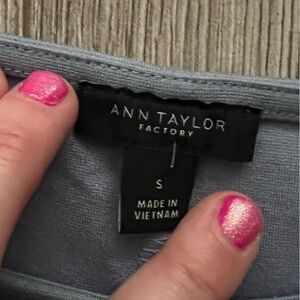 ANN TAYLOR
FACTORY
S
MADE IN
VIETNAM